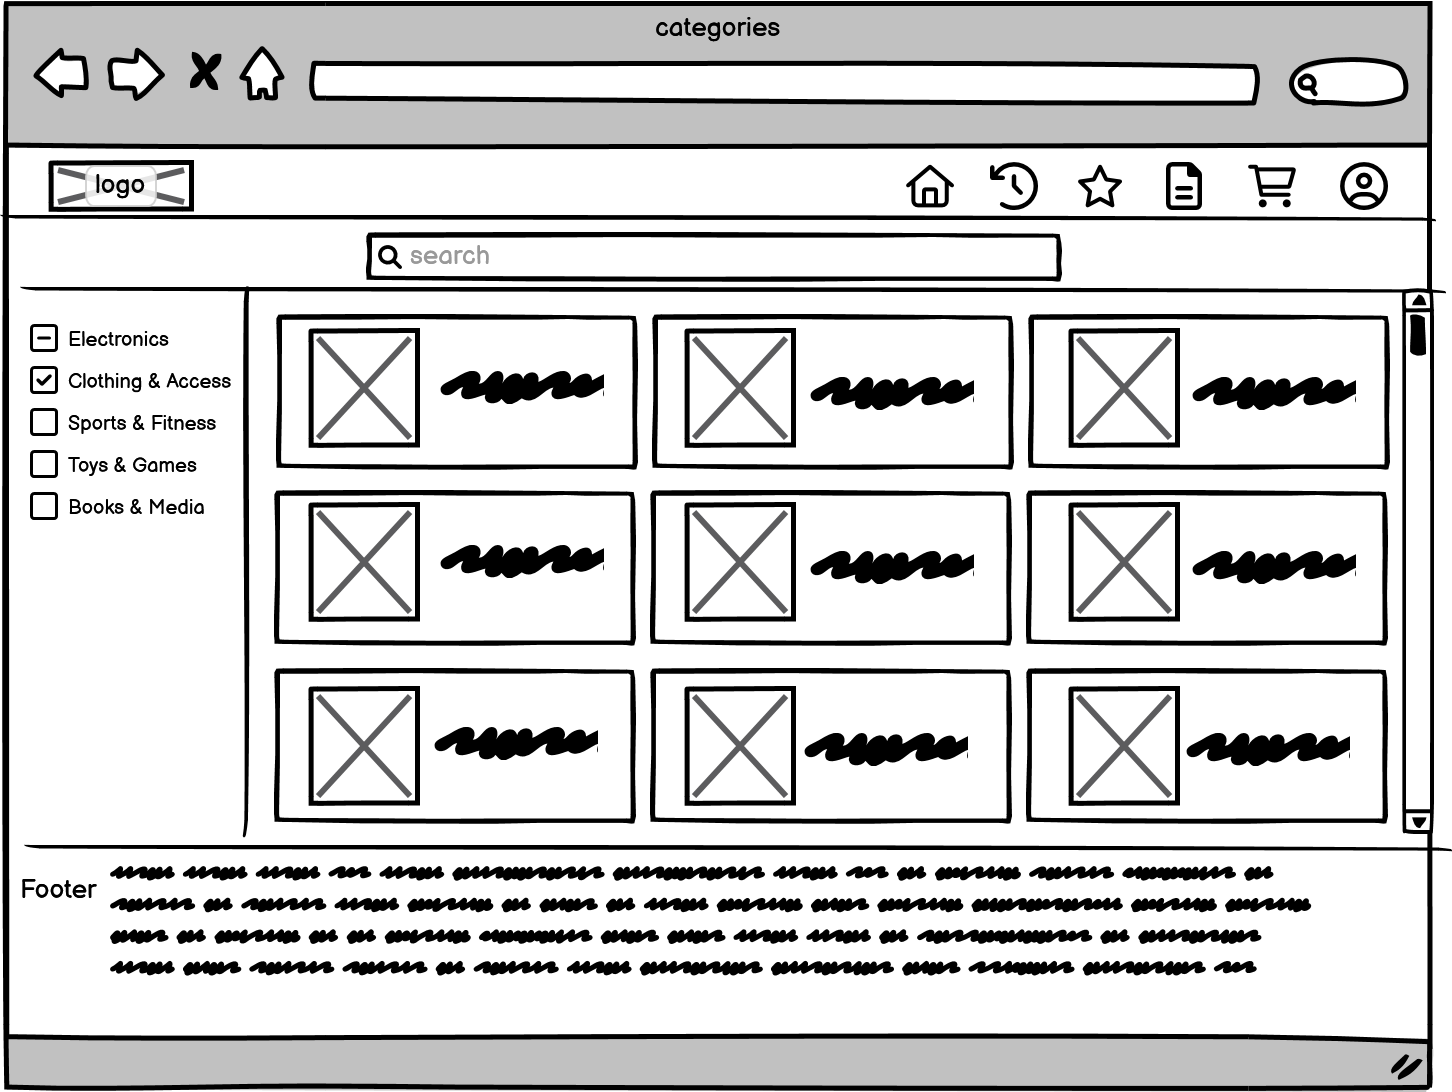 categories
logo
search
Electronics
Clothing & Access
Sports & Fitness
Toys & Games
Books & Media
Footer